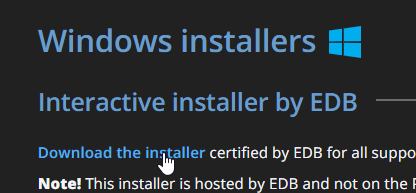 Windows installers
Interactive installer by EDB
Download the installer certified by EDB for all suppo
Note! This installer is hosted by EDB and not on the